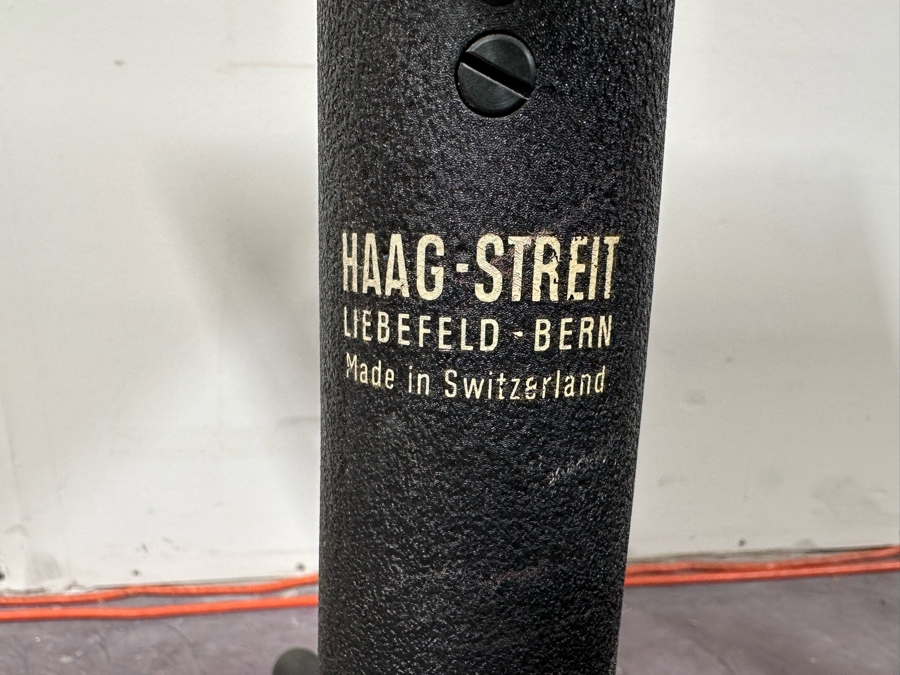 HAAG-STREIT
LIEBEFELD-BERN
Made in Switzerland